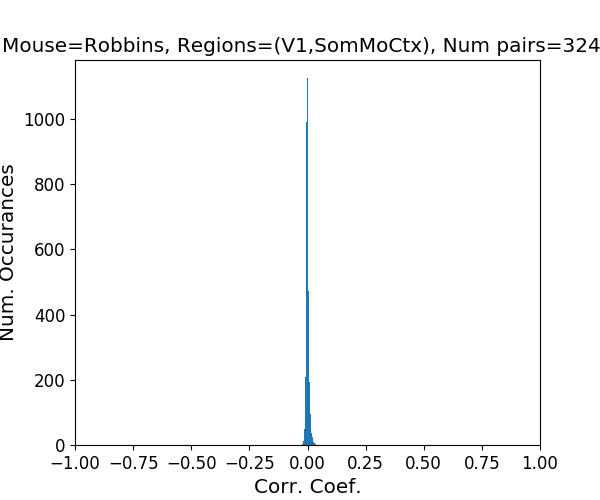 Mouse=Robbins, Regions=(V1,SomMoCtx), Num pairs=324
Num. Occurances
1000
800
600
400
200
0
−1.00 −0.75 −0.50 −0.25 0.00 0.25 0.50 0.75 1.00
Corr. Coef.